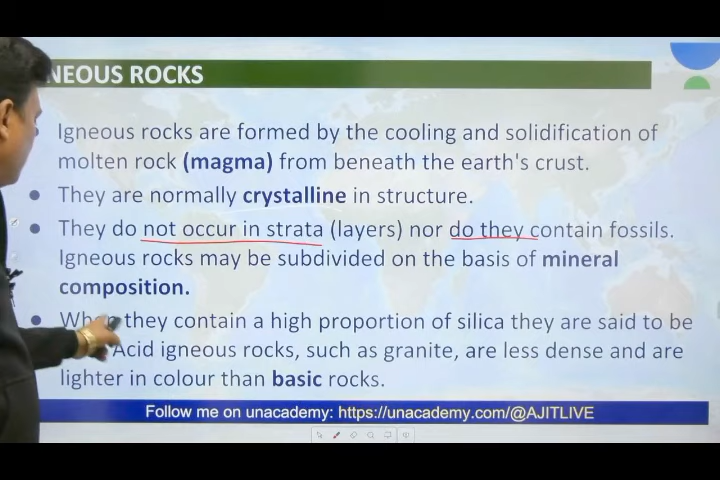 NEOUS ROCKS
Igneous rocks are formed by the cooling and solidification of
molten rock (magma) from beneath the earth's crust.
• They are normally crystalline in structure.
• They do not occur in strata (layers) nor do they contain fossils.
Igneous rocks may be subdivided on the basis of mineral
composition.
• they contain a high proportion of silica they are said to be
Acid igneous rocks, such as granite, are less dense and are
lighter in colour than basic rocks.
Follow me on unacademy: https://unacademy.com/@AJITLIVE